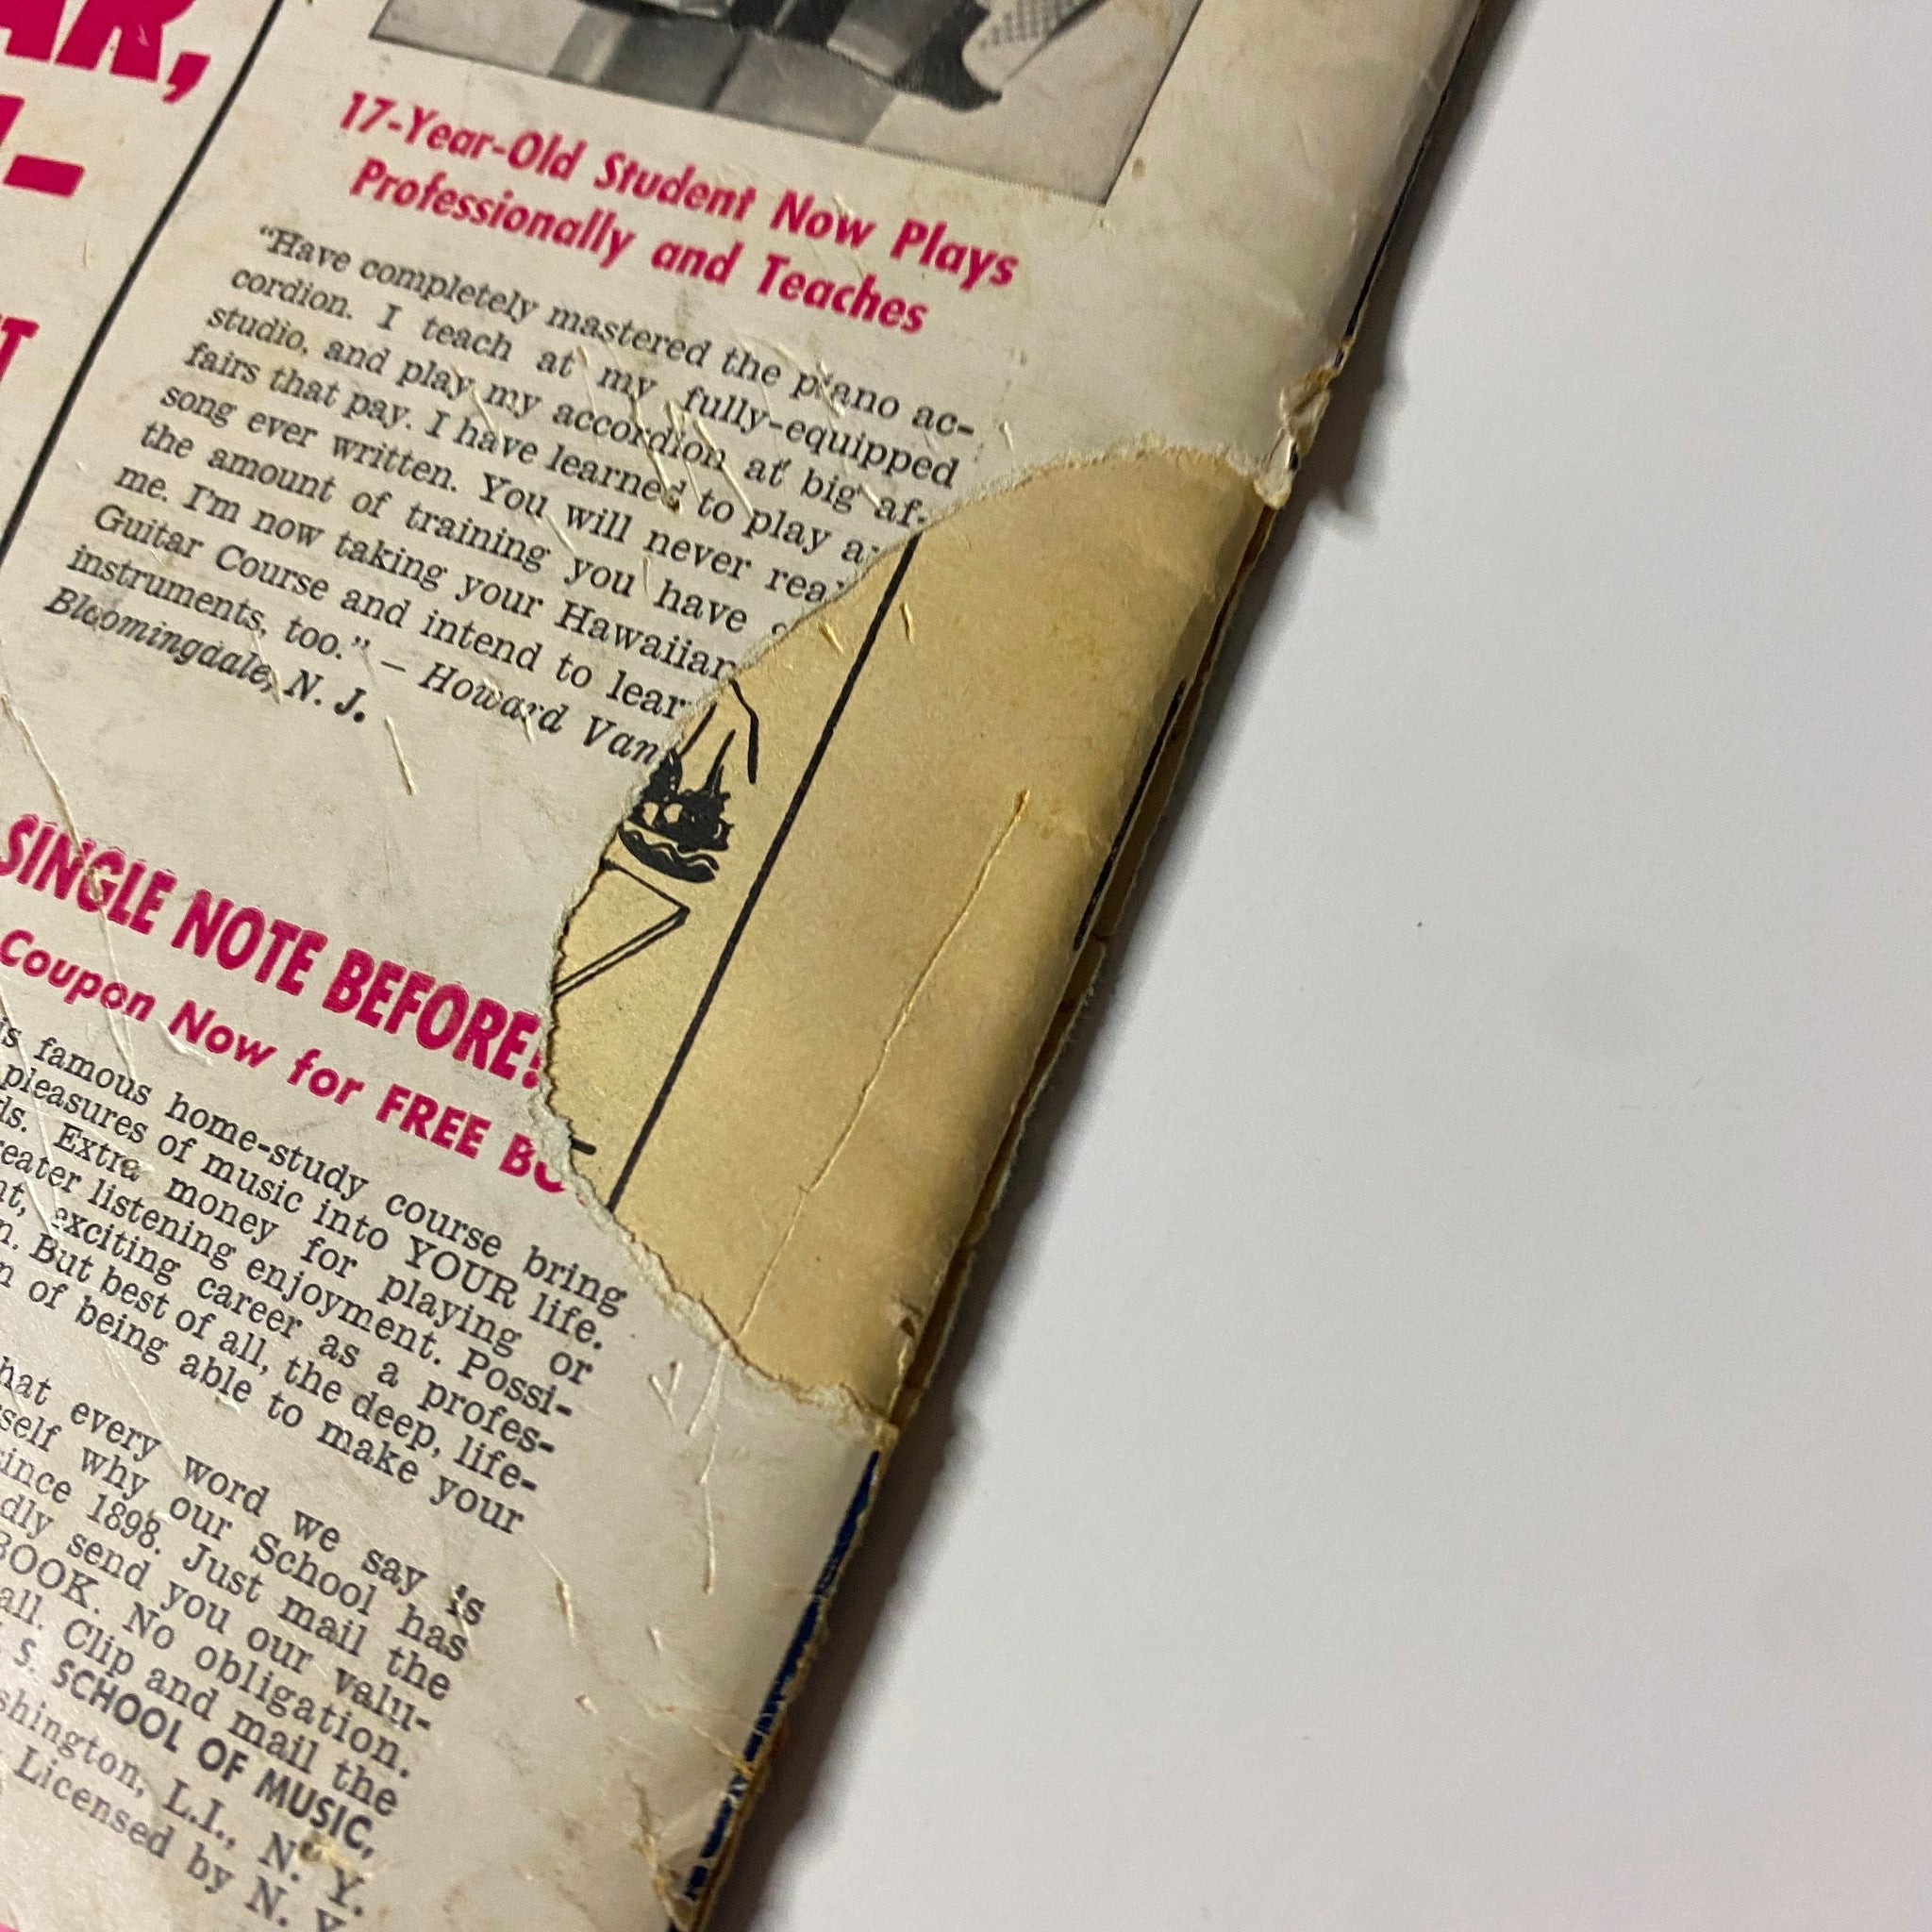 AR,
17-Year-Old Student Now Plays
Professionally and Teaches
"Have completely mastered the piano ac-
cordion. I teach at my fully-equipped
studio, and play my accordion at big af-
fairs that pay. I have learned to play
song ever written. You will never
the amount of training you have
me. I'm now taking your Hawaiian
Guitar Course and intend to
instruments, too." — Howard Van
Bloomingdale, N. J.
SINGLE NOTE BEFORE!
Coupon Now for FREE
famous home-study course bring
pleasures of music into YOUR life.
Extra money for playing or
listening enjoyment. Possi-
exciting career as a profes-
But best of all, the deep, life-
of being able to make your
every word we say is
why our School has
1898. Just mail the
send you our valu-
BOOK. No obligation.
Clip and mail the
S. SCHOOL OF MUSIC,
L.I., N. Y.
Licensed by N. Y.